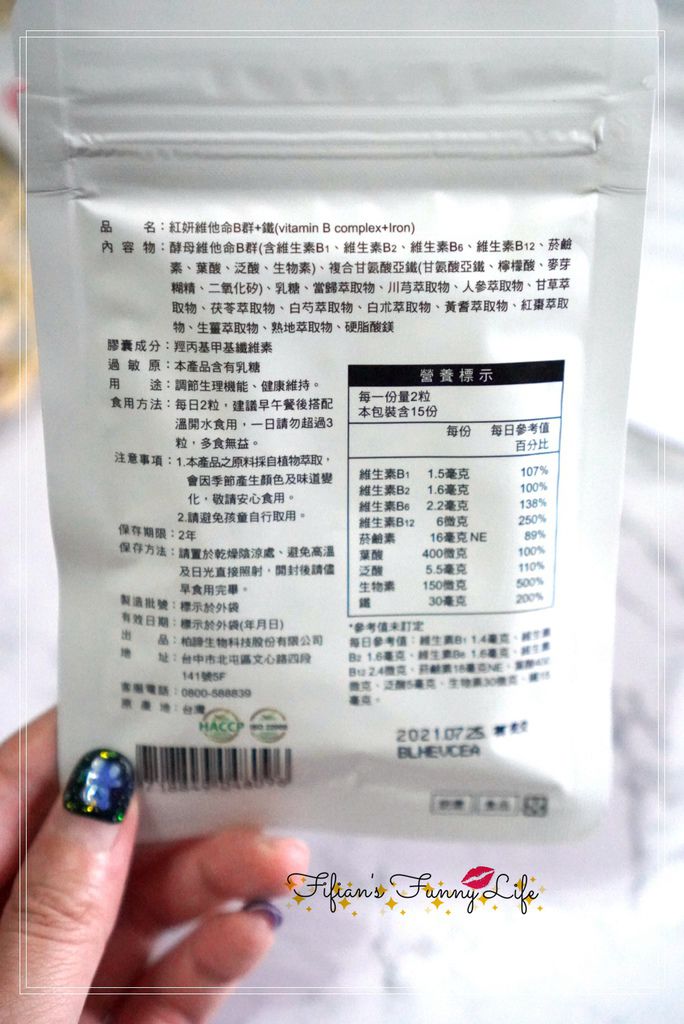 品　　名：紅妍維他命B群+鐵(vitamin B complex+Iron)
內 容 物：酵母維他命B群(含維生素B1、維生素B2、維生素B6、維生素B12、菸鹼
素、葉酸、泛酸、生物素)、複合甘氨酸亞鐵(甘氨酸亞鐵、檸檬酸、麥芽
糊精、二氧化矽)、乳糖、當歸萃取物、川芎萃取物、人參萃取物、甘草萃
取物、茯苓萃取物、白芍萃取物、白朮萃取物、黃耆萃取物、紅棗萃取
物、生薑萃取物、熟地萃取物、硬脂酸鎂
膠囊成分：羥丙基甲基纖維素
過 敏 原：本產品含有乳糖
用　　途：調節生理機能、健康維持。
食用方法：每日2粒，建議早午餐後搭配
溫開水食用，一日請勿超過3
粒，多食無益。
注意事項：1.本產品之原料採自植物萃取，
會因季節產生顏色及味道變
化，敬請安心食用。
2.請避免孩童自行取用。
保存期限：2年
保存方法：請置於乾燥陰涼處、避免高溫
及日光直接照射，開封後請儘
早食用完畢。
製造批號：標示於外袋
有效日期：標示於外袋(年月日)
出　　品：柏諦生物科技股份有限公司
地　　址：台中市北屯區文心路四段
141號5F
客服電話：0800-588839
原 產 地：台灣
HACCP ISO 22000
營養標示
每一份量2粒
本包裝含15份
每份 每日參考值
百分比
維生素B1 1.5毫克 107%
維生素B2 1.6毫克 100%
維生素B6 2.2毫克 138%
維生素B12 6微克 250%
菸鹼素 16毫克 NE 89%
葉酸 400微克 100%
泛酸 5.5毫克 110%
生物素 150微克 500%
鐵 30毫克 200%
*參考值未訂定
每日參考值：維生素B1 1.4毫克、維生素
B2 1.6毫克、維生素B6 1.6毫克、維生素
B12 2.4微克、菸鹼素18毫克NE、葉酸400
微克、泛酸5毫克、生物素30微克、鐵15
毫克。
2021.07.25
BLHEVCEA
Fifian's Funny Life